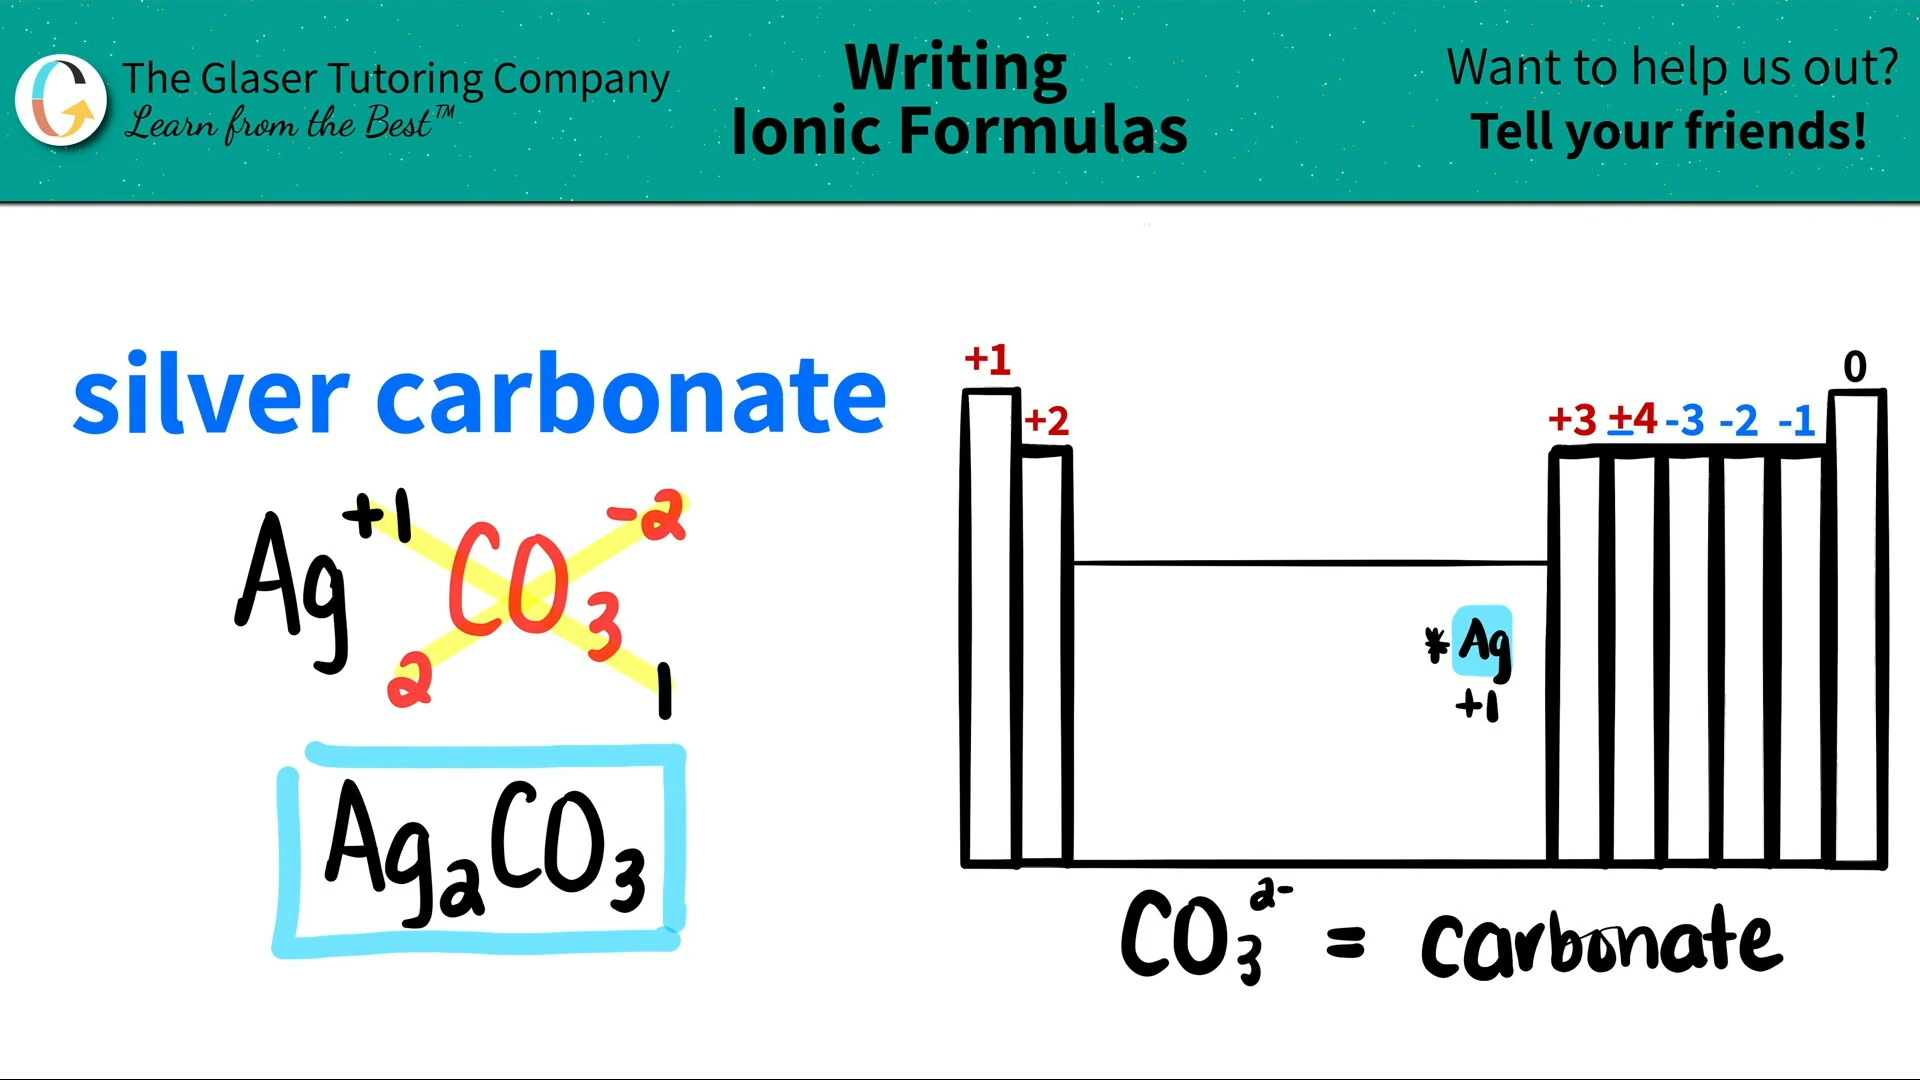 The Glaser Tutoring Company
Learn from the Best™
Writing
Ionic Formulas
Want to help us out?
Tell your friends!
silver carbonate
Ag⁺¹ CO₃⁻²
2 1
Ag₂CO₃
+1
0
+2
+3 ±4 -3 -2 -1
*Ag
+1
CO₃²⁻ = carbonate